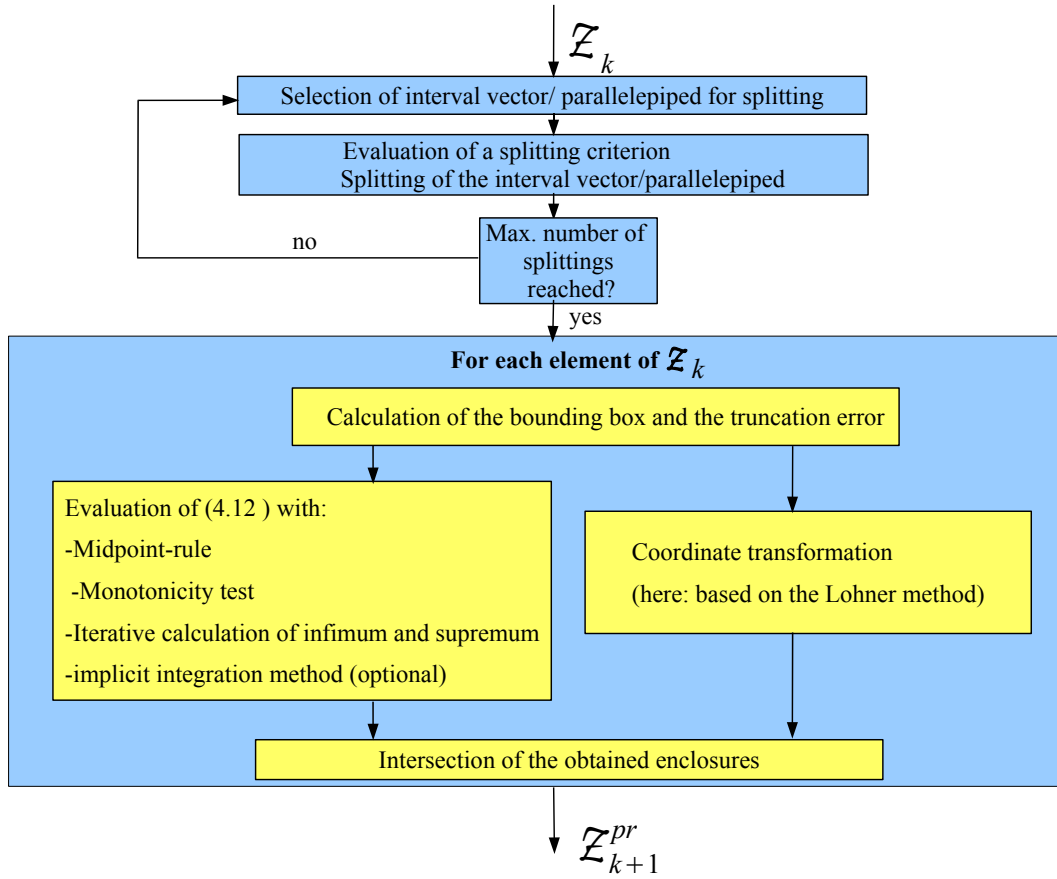 𝒵_k
Selection of interval vector/ parallelepiped for splitting
Evaluation of a splitting criterion
Splitting of the interval vector/parallelepiped
no
Max. number of
splittings
reached?
yes
For each element of 𝒵_k
Calculation of the bounding box and the truncation error
Evaluation of (4.12 ) with:
-Midpoint-rule
-Monotonicity test
-Iterative calculation of infimum and supremum
-implicit integration method (optional)
Coordinate transformation
(here: based on the Lohner method)
Intersection of the obtained enclosures
𝒵_{k+1}^{pr}